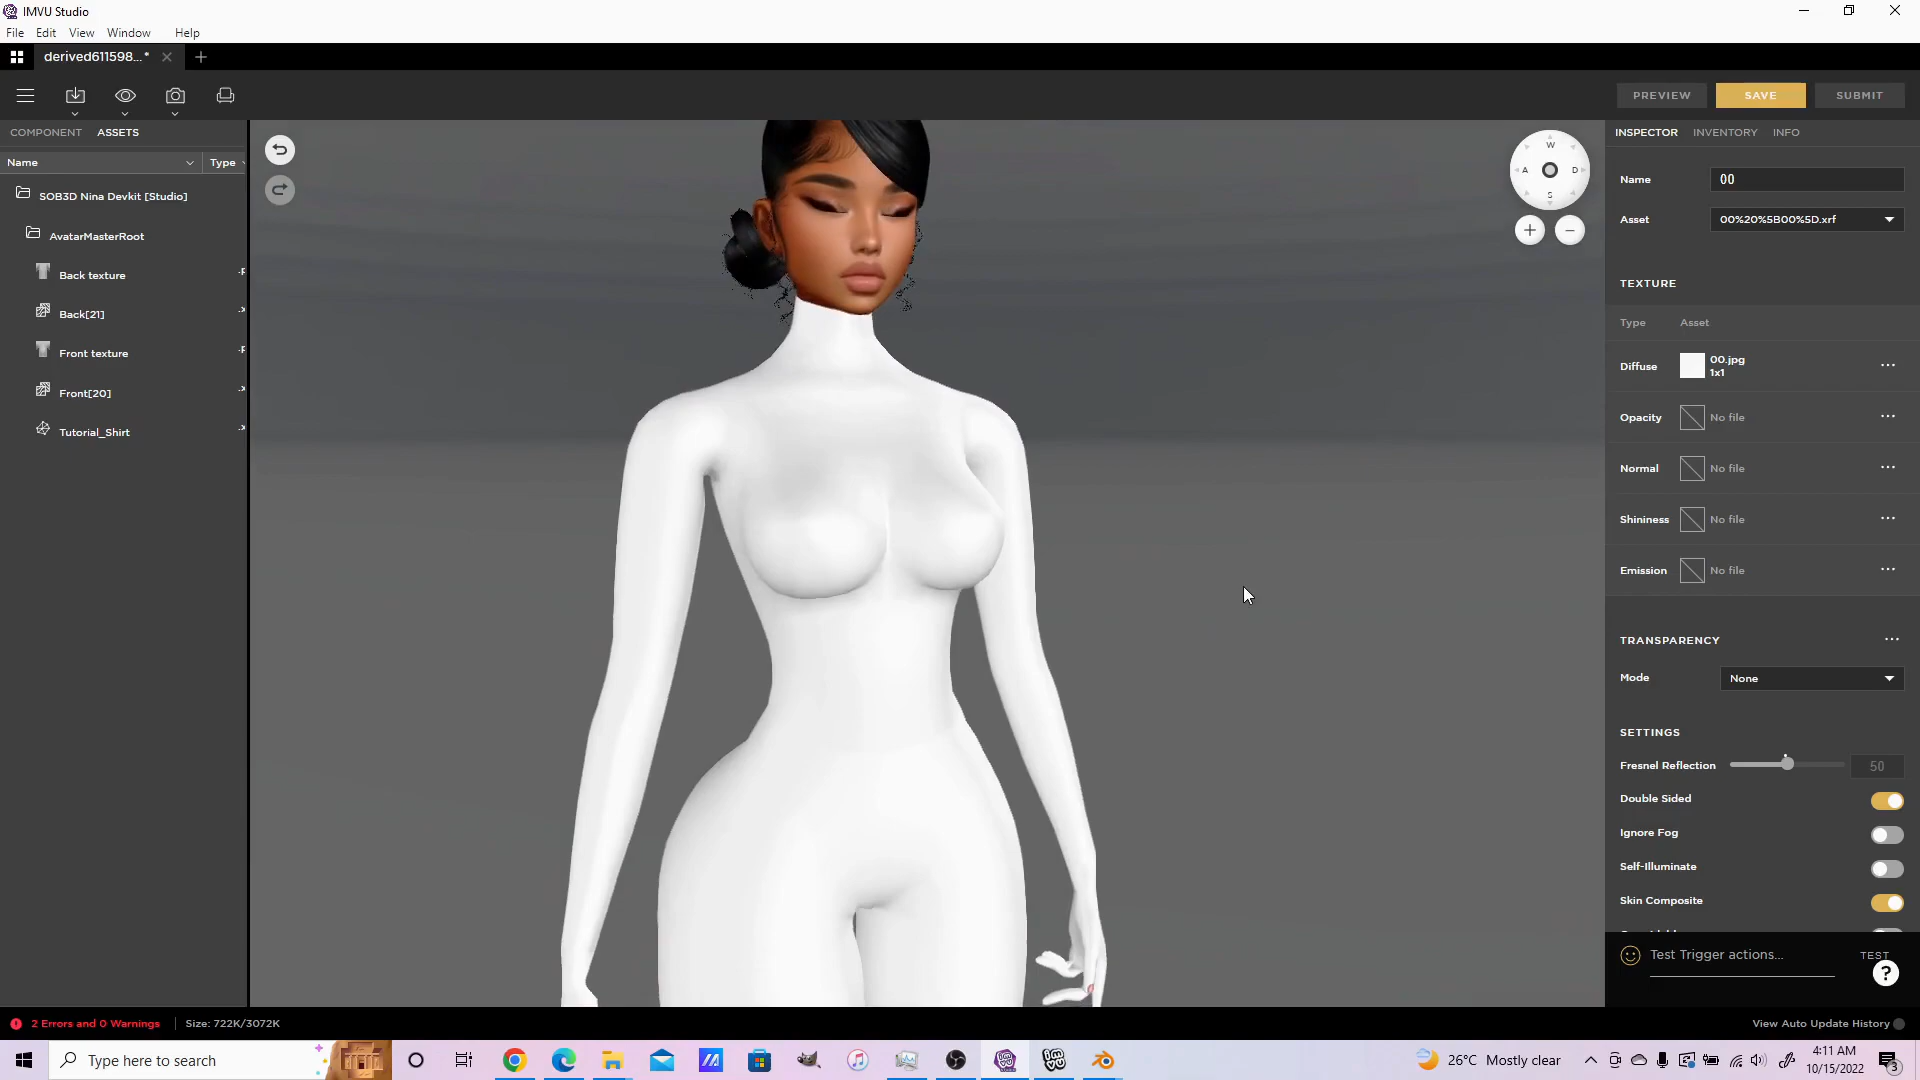 IMVU Studio
File Edit View Window Help
derived611598...*
PREVIEW SAVE SUBMIT
COMPONENT ASSETS
Name Type
SOB3D Nina Devkit [Studio]
AvatarMasterRoot
Back texture
Back[21]
Front texture
Front[20]
Tutorial_Shirt
W
A D
S
INSPECTOR INVENTORY INFO
Name 00
Asset 00%20%5B00%5D.xrf
TEXTURE
Type Asset
Diffuse 00.jpg
1x1
Opacity No file
Normal No file
Shininess No file
Emission No file
TRANSPARENCY
Mode None
SETTINGS
Fresnel Reflection 50
Double Sided
Ignore Fog
Self-Illuminate
Skin Composite
Test Trigger actions... TEST
?
2 Errors and 0 Warnings Size: 722K/3072K
View Auto Update History
Type here to search
26°C Mostly clear
4:11 AM
10/15/2022
3